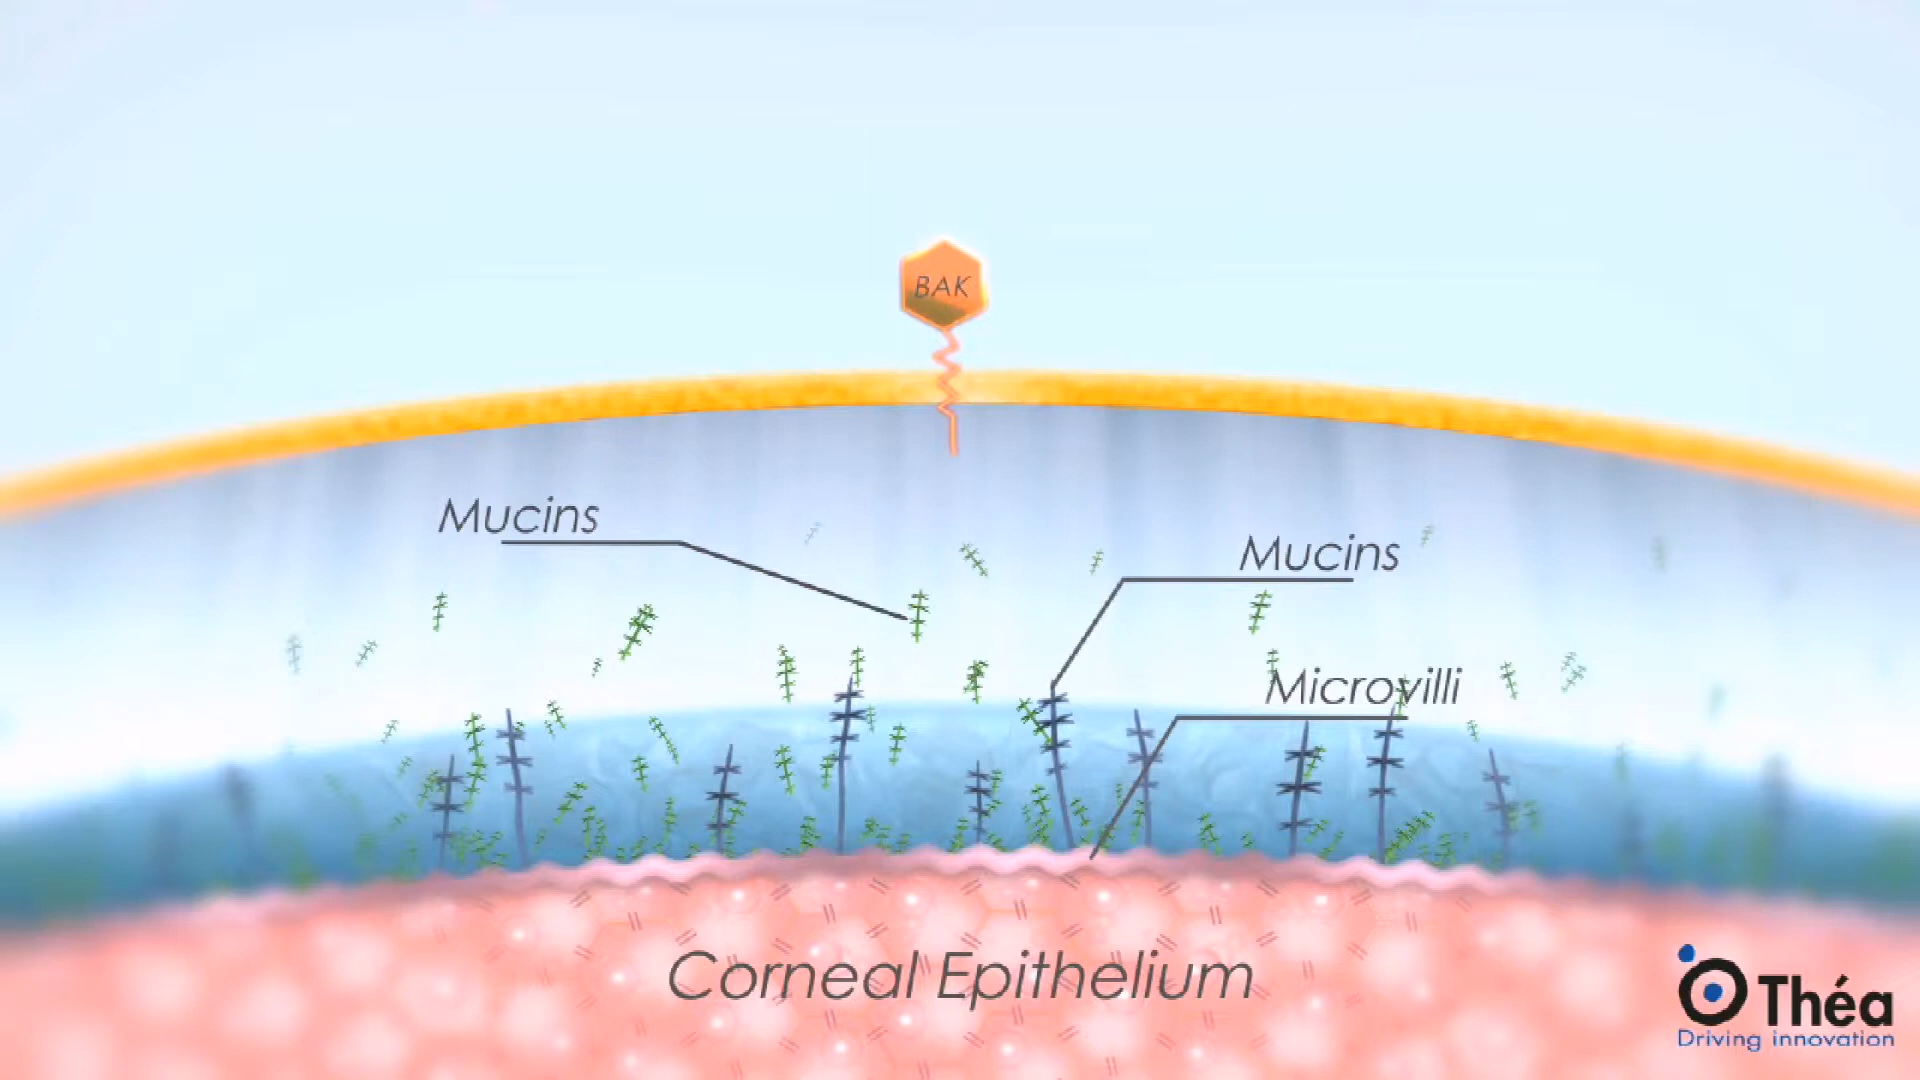 BAK
Mucins
Mucins
Microvilli
Corneal Epithelium
Théa
Driving innovation